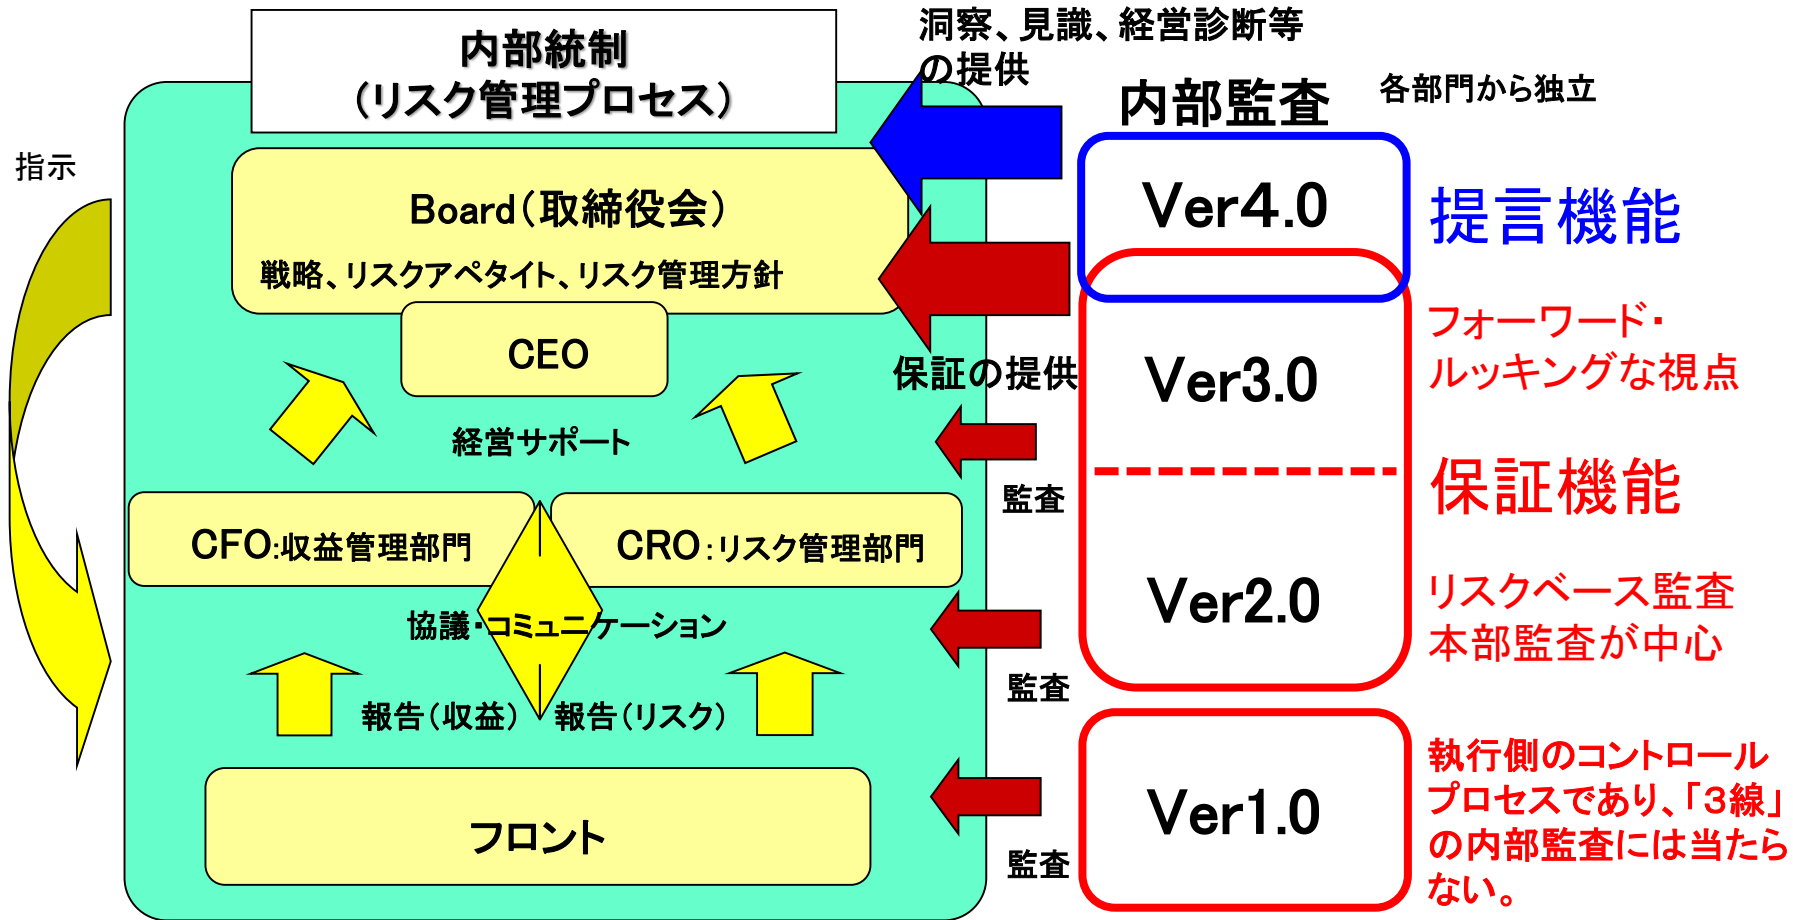 内部統制
（リスク管理プロセス）
洞察、見識、経営診断等
の提供
内部監査
各部門から独立
指示
Board（取締役会）
戦略、リスクアペタイト、リスク管理方針
CEO
経営サポート
CFO:収益管理部門
CRO：リスク管理部門
協議・コミュニケーション
報告（収益）
報告（リスク）
フロント
保証の提供
監査
監査
監査
Ver4.0
提言機能
Ver3.0
フォーワード・
ルッキングな視点
保証機能
Ver2.0
リスクベース監査
本部監査が中心
Ver1.0
執行側のコントロール
プロセスであり、「３線」
の内部監査には当たら
ない。